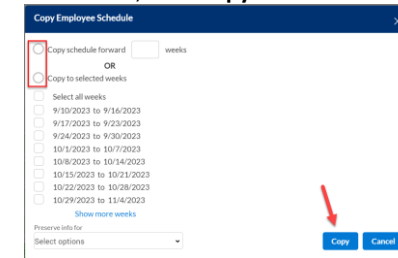 Copy Employee Schedule
Copy schedule forward weeks
OR
Copy to selected weeks
Select all weeks
9/10/2023 to 9/16/2023
9/17/2023 to 9/23/2023
9/24/2023 to 9/30/2023
10/1/2023 to 10/7/2023
10/8/2023 to 10/14/2023
10/15/2023 to 10/21/2023
10/22/2023 to 10/28/2023
10/29/2023 to 11/4/2023
Show more weeks
Preserve info for
Select options
Copy Cancel